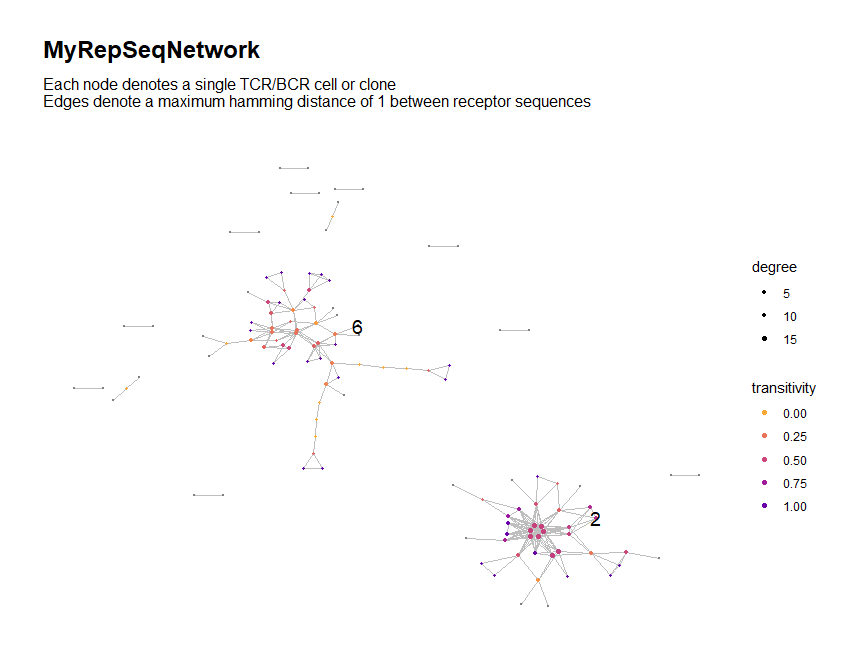 MyRepSeqNetwork
Each node denotes a single TCR/BCR cell or clone
Edges denote a maximum hamming distance of 1 between receptor sequences
6
2
degree
5
10
15
transitivity
0.00
0.25
0.50
0.75
1.00